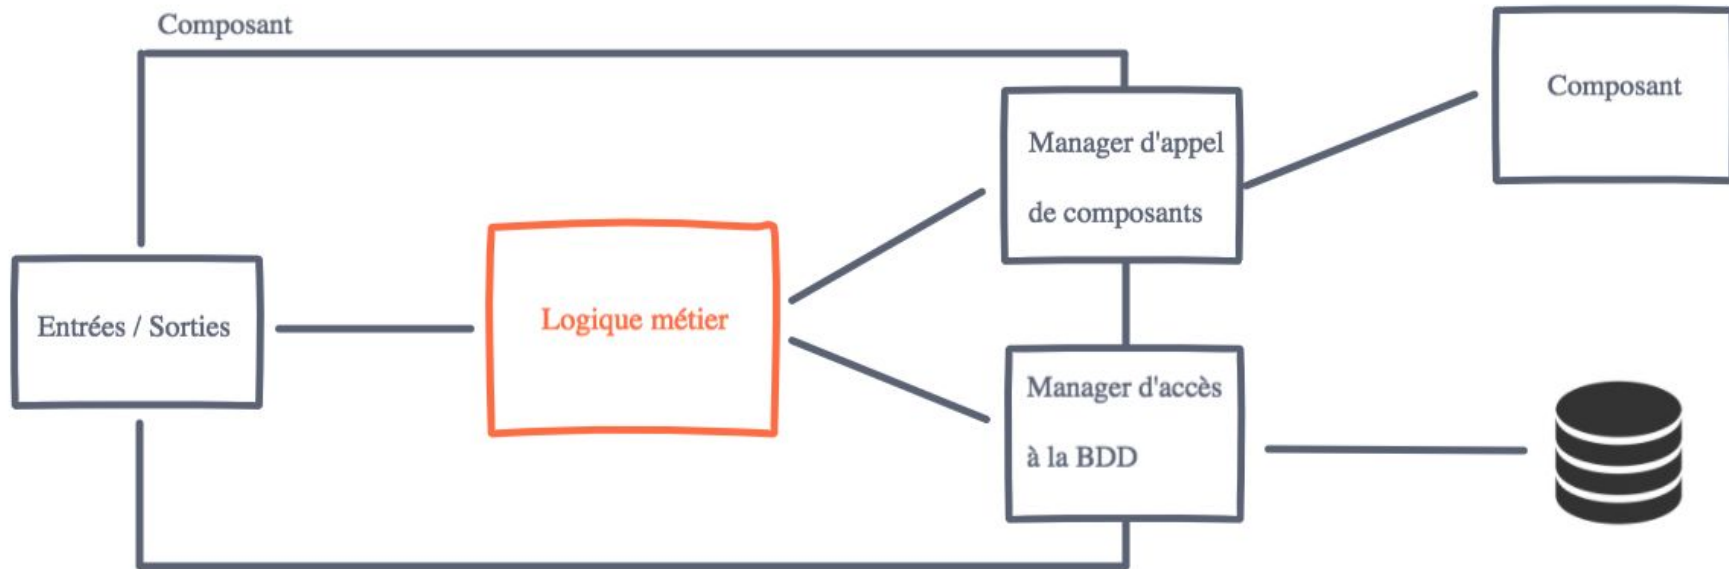 Composant
Composant
Manager d'appel
de composants
Entrées / Sorties
Logique métier
Manager d'accès
à la BDD